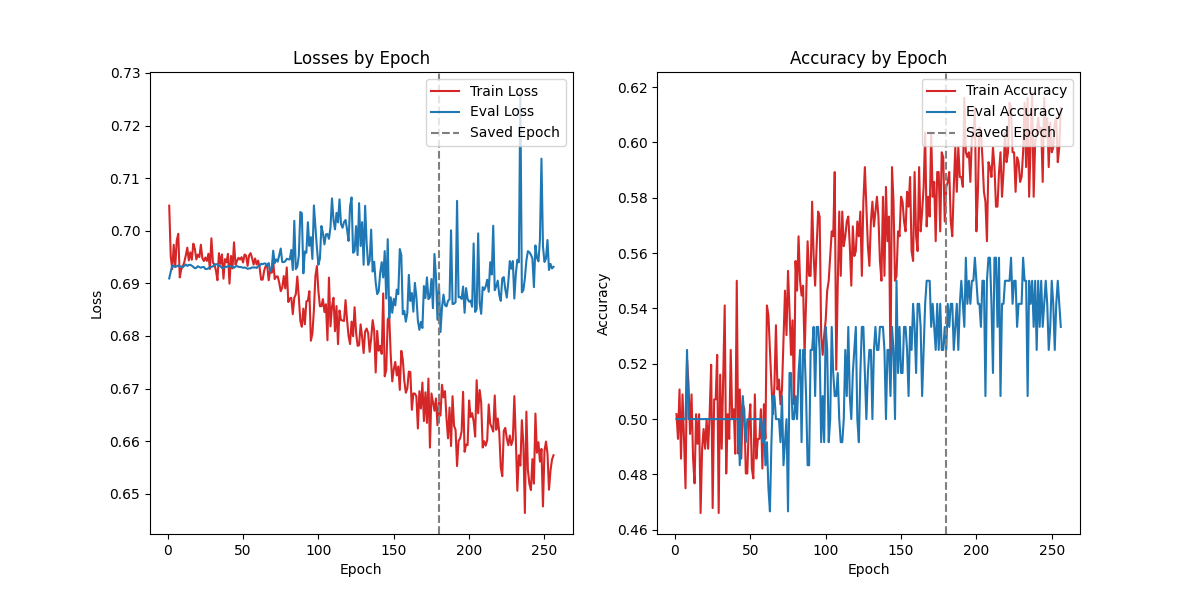 Losses by Epoch
Train Loss
Eval Loss
Saved Epoch
0.73
0.72
0.71
0.70
0.69
0.68
0.67
0.66
0.65
Loss
0 50 100 150 200 250
Epoch
Accuracy by Epoch
Train Accuracy
Eval Accuracy
Saved Epoch
0.62
0.60
0.58
0.56
0.54
0.52
0.50
0.48
0.46
Accuracy
0 50 100 150 200 250
Epoch